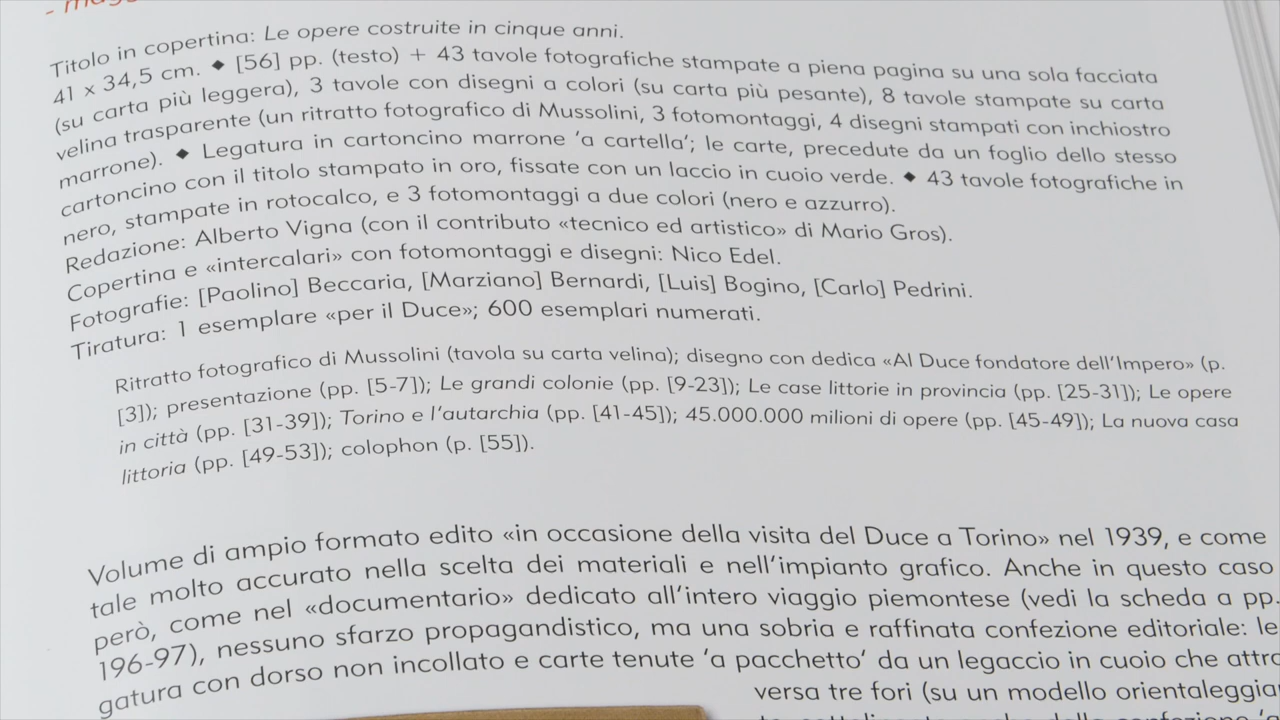 Titolo in copertina: Le opere costruite in cinque anni.
41 x 34,5 cm. ◆ [56] pp. (testo) + 43 tavole fotografiche stampate a piena pagina su una sola facciata
(su carta più leggera), 3 tavole con disegni a colori (su carta più pesante), 8 tavole stampate su carta
velina trasparente (un ritratto fotografico di Mussolini, 3 fotomontaggi, 4 disegni stampati con inchiostro
marrone). ◆ Legatura in cartoncino marrone 'a cartella'; le carte, precedute da un foglio dello stesso
cartoncino con il titolo stampato in oro, fissate con un laccio in cuoio verde. ◆ 43 tavole fotografiche in
nero, stampate in rotocalco, e 3 fotomontaggi a due colori (nero e azzurro).
Redazione: Alberto Vigna (con il contributo «tecnico ed artistico» di Mario Gros).
Copertina e «intercalari» con fotomontaggi e disegni: Nico Edel.
Fotografie: [Paolino] Beccaria, [Marziano] Bernardi, [Luis] Bogino, [Carlo] Pedrini.
Tiratura: 1 esemplare «per il Duce»; 600 esemplari numerati.
Ritratto fotografico di Mussolini (tavola su carta velina); disegno con dedica «Al Duce fondatore dell'Impero» (p.
[3]); presentazione (pp. [5-7]); Le grandi colonie (pp. [9-23]); Le case littorie in provincia (pp. [25-31]); Le opere
in città (pp. [31-39]); Torino e l'autarchia (pp. [41-45]); 45.000.000 milioni di opere (pp. [45-49]); La nuova casa
littoria (pp. [49-53]); colophon (p. [55]).
Volume di ampio formato edito «in occasione della visita del Duce a Torino» nel 1939, e come
tale molto accurato nella scelta dei materiali e nell'impianto grafico. Anche in questo caso
però, come nel «documentario» dedicato all'intero viaggio piemontese (vedi la scheda a pp.
196-97), nessuno sfarzo propagandistico, ma una sobria e raffinata confezione editoriale: le
gatura con dorso non incollato e carte tenute 'a pacchetto' da un legaccio in cuoio che attra
versa tre fori (su un modello orientaleggia